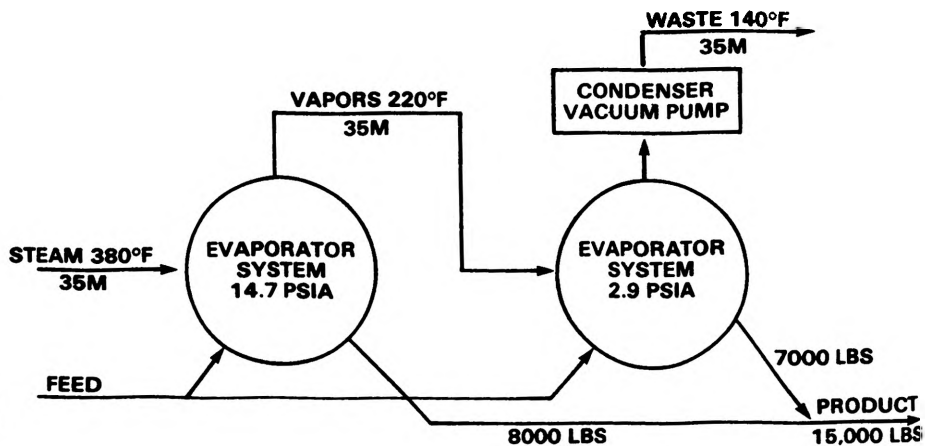 WASTE 140°F
35M
CONDENSER
VACUUM PUMP
VAPORS 220°F
35M
STEAM 380°F
35M
EVAPORATOR
SYSTEM
14.7 PSIA
EVAPORATOR
SYSTEM
2.9 PSIA
7000 LBS
FEED
PRODUCT
8000 LBS
15,000 LBS